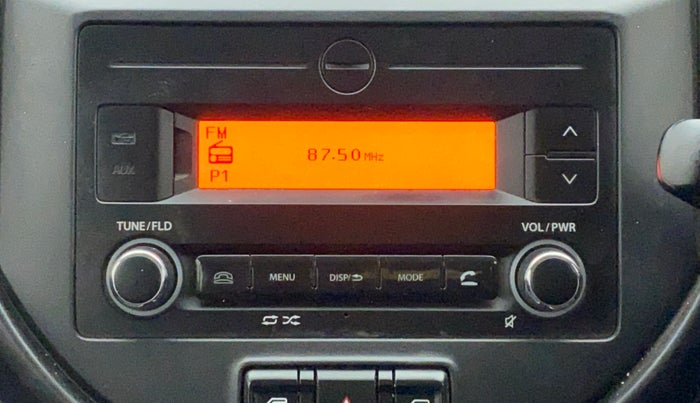 FM
87.50 MHz
P1
AUX
TUNE/FLD
VOL/PWR
MENU
DISP/
MODE